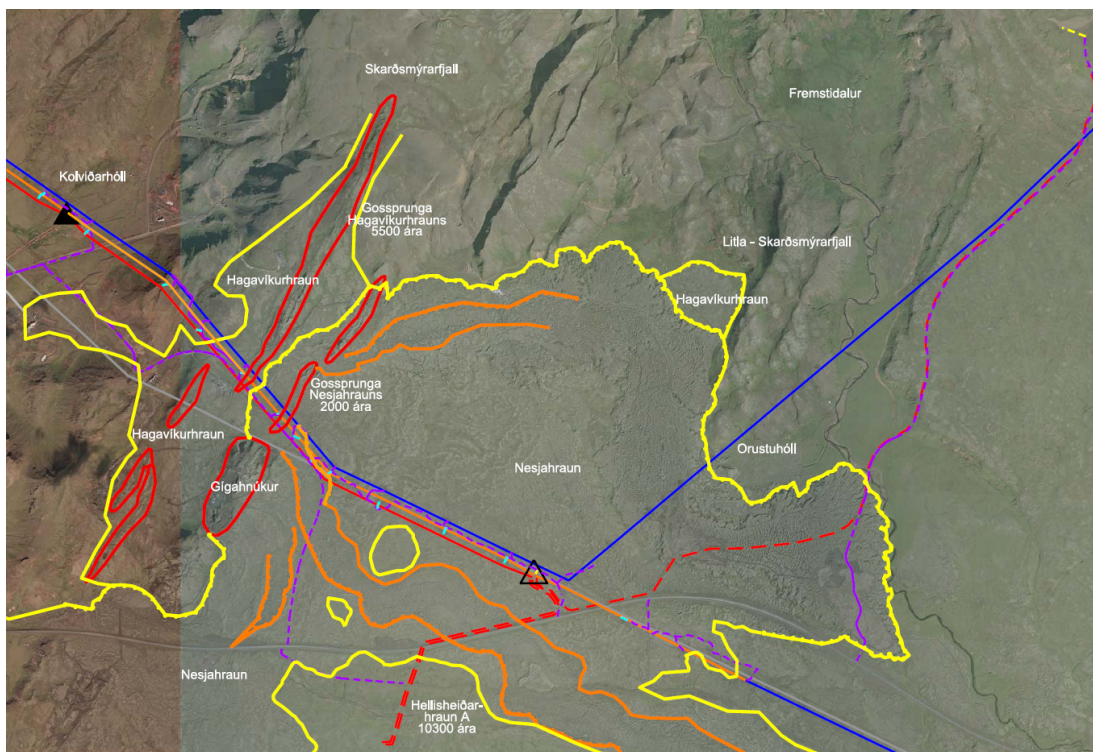 Skarðsmýrarfjall
Fremstidalur
Kolviðarhóll
Gossprunga
Hagavíkurhrauns
5500 ára
Litla - Skarðsmýrarfjall
Hagavíkurhraun
Hagavíkurhraun
Gossprunga
Nesjahrauns
2000 ára
Hagavíkurhraun
Orustuhóll
Nesjahraun
Gígahnúkur
Nesjahraun
Hellisheiðar-
hraun A
10300 ára